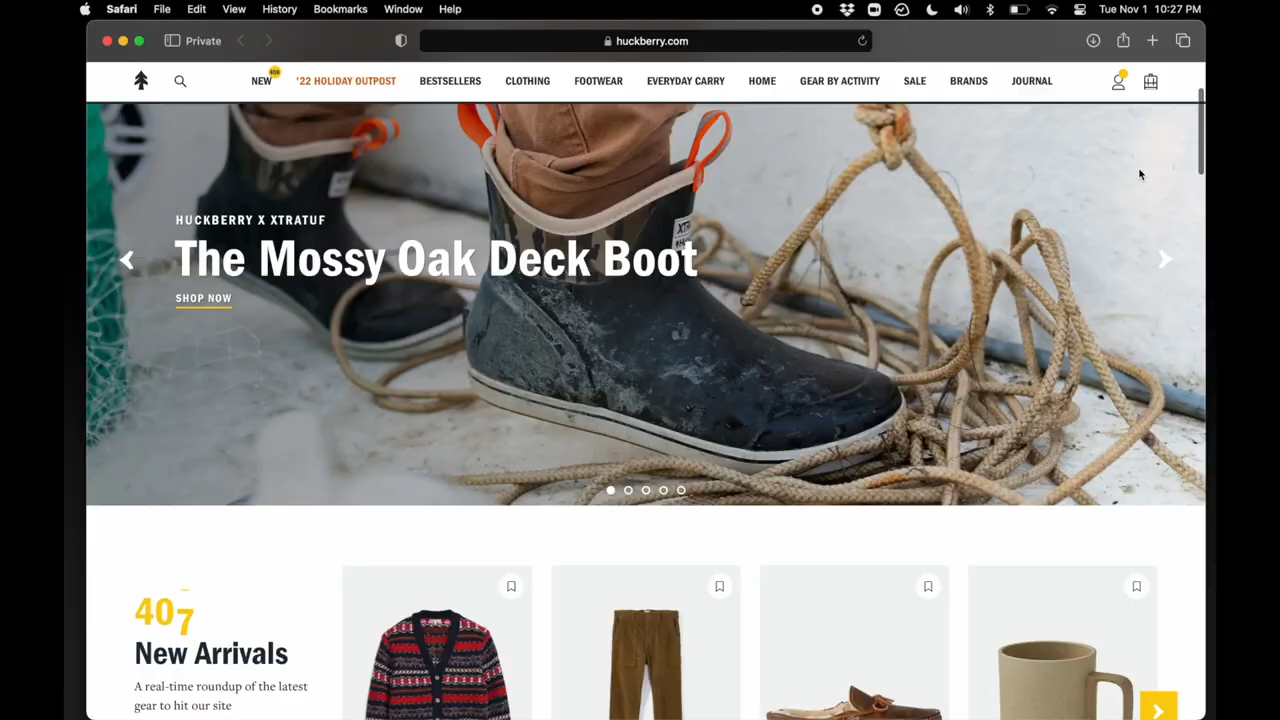 Safari File Edit View History Bookmarks Window Help Tue Nov 1 10:27 PM
Private huckberry.com
NEW 408 '22 HOLIDAY OUTPOST BESTSELLERS CLOTHING FOOTWEAR EVERYDAY CARRY HOME GEAR BY ACTIVITY SALE BRANDS JOURNAL
HUCKBERRY X XTRATUF
The Mossy Oak Deck Boot
SHOP NOW
407
New Arrivals
A real-time roundup of the latest
gear to hit our site